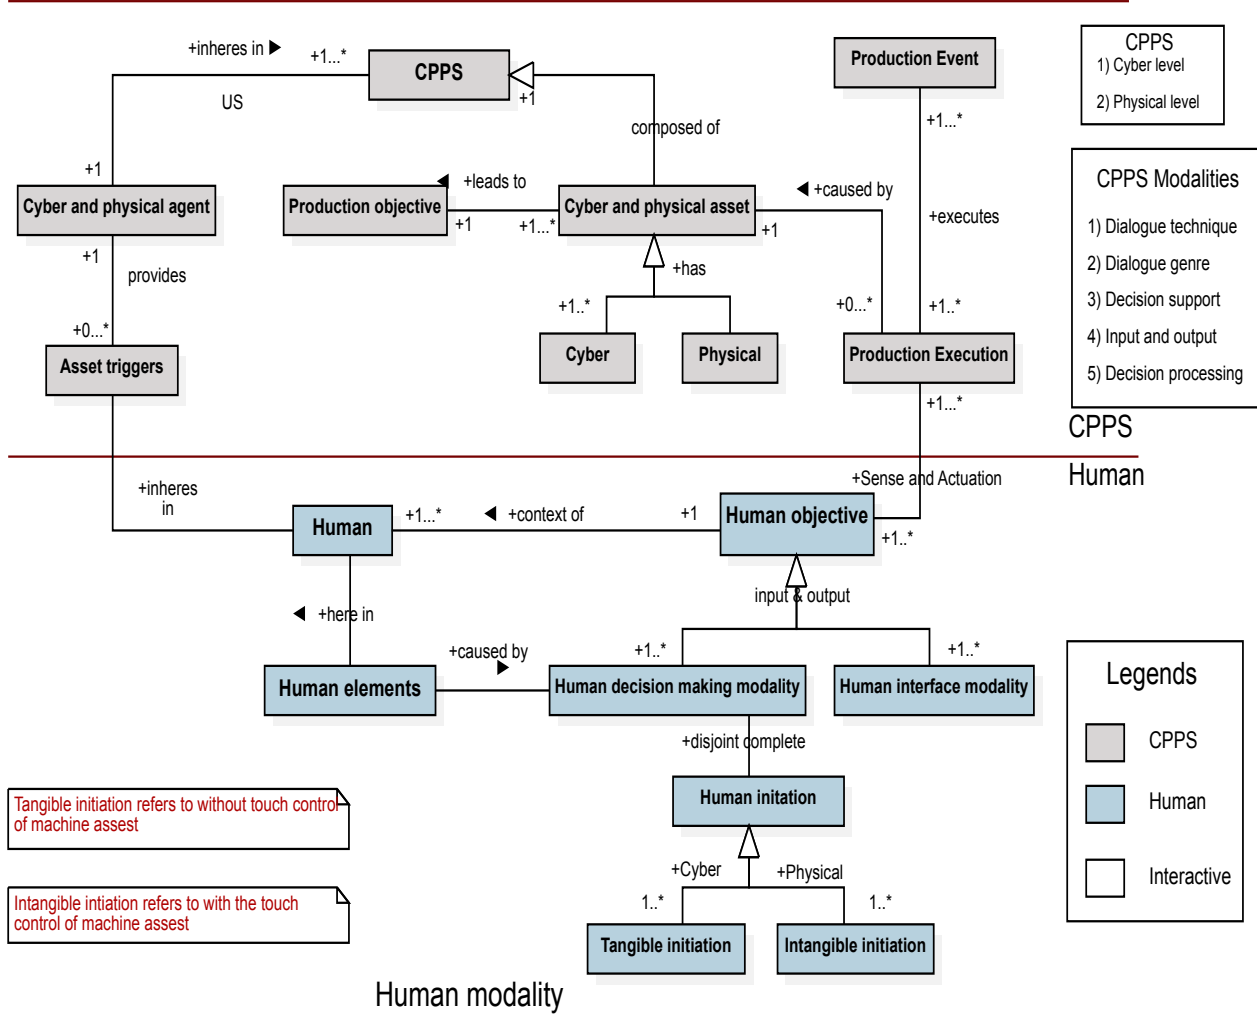 +inheres in
+1...*
CPPS
+1
US
composed of
Production Event
+1...*
CPPS
1) Cyber level
2) Physical level
+1
Cyber and physical agent
+1
provides
Production objective
+leads to
+1
+1...*
Cyber and physical asset
+caused by
+1
+executes
CPPS Modalities
1) Dialogue technique
2) Dialogue genre
3) Decision support
4) Input and output
5) Decision processing
+has
+1..*
+0...*
+1..*
+0...*
Asset triggers
Cyber
Physical
Production Execution
+1...*
CPPS
Human
+inheres
in
Human
+1...*
+context of
+1
Human objective
+Sense and Actuation
+1..*
input & output
+here in
+caused by
+1..*
+1..*
Human elements
Human decision making modality
Human interface modality
+disjoint complete
Human initation
+Cyber
+Physical
1..*
1..*
Tangible initiation
Intangible initiation
Legends
CPPS
Human
Interactive
Tangible initiation refers to without touch control
of machine assest
Intangible intiation refers to with the touch
control of machine assest
Human modality